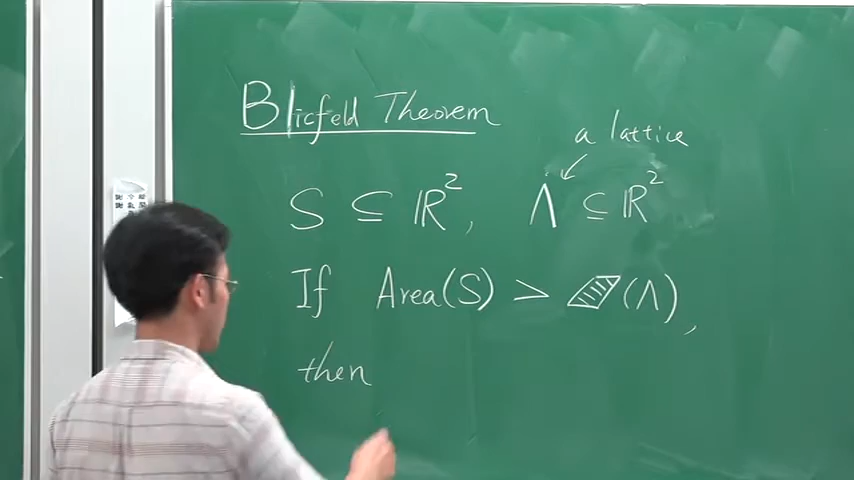 Blicfeld Theorem
a lattice
S ⊆ ℝ², Λ ⊆ ℝ²
If Area(S) > ▱(Λ),
then